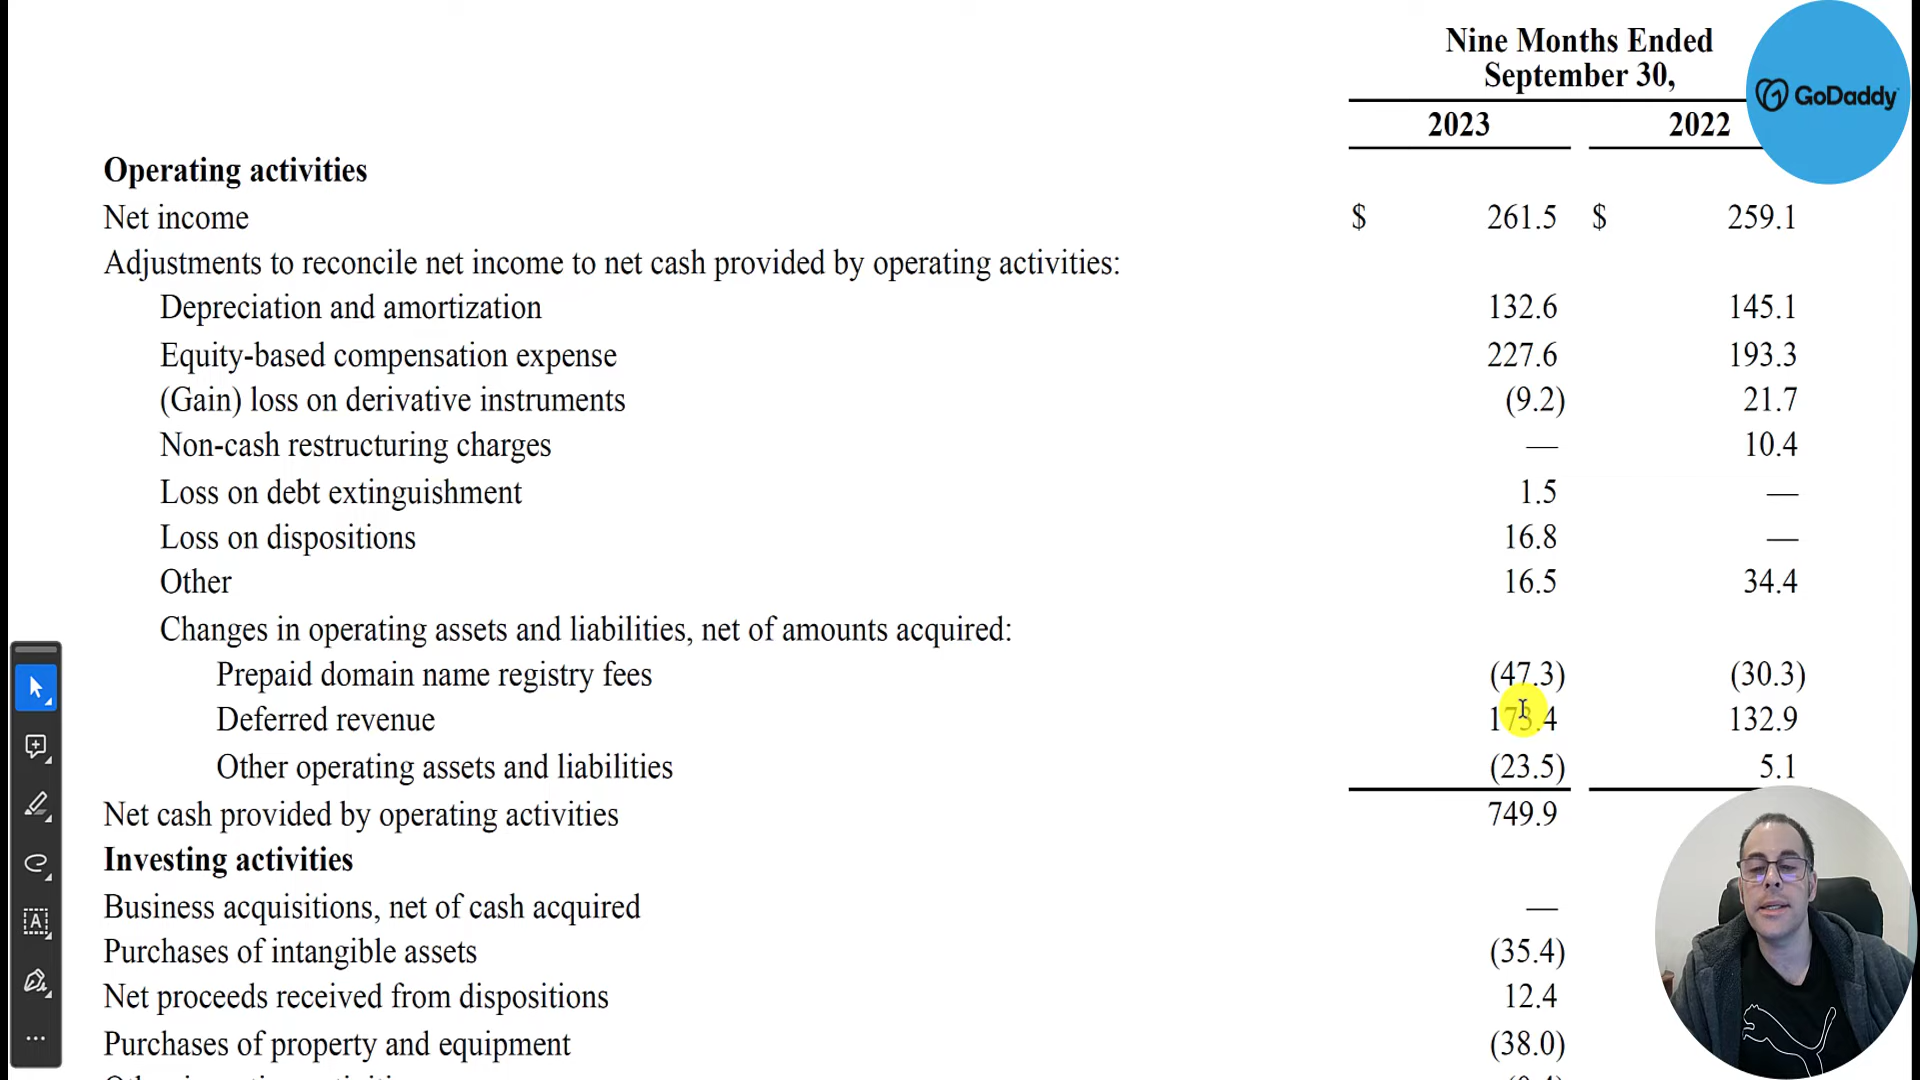 Nine Months Ended
September 30,
GoDaddy
2023 2022
Operating activities
Net income $ 261.5 $ 259.1
Adjustments to reconcile net income to net cash provided by operating activities:
Depreciation and amortization 132.6 145.1
Equity-based compensation expense 227.6 193.3
(Gain) loss on derivative instruments (9.2) 21.7
Non-cash restructuring charges — 10.4
Loss on debt extinguishment 1.5 —
Loss on dispositions 16.8 —
Other 16.5 34.4
Changes in operating assets and liabilities, net of amounts acquired:
Prepaid domain name registry fees (47.3) (30.3)
Deferred revenue 173.4 132.9
Other operating assets and liabilities (23.5) 5.1
Net cash provided by operating activities 749.9
Investing activities
Business acquisitions, net of cash acquired —
Purchases of intangible assets (35.4)
Net proceeds received from dispositions 12.4
Purchases of property and equipment (38.0)